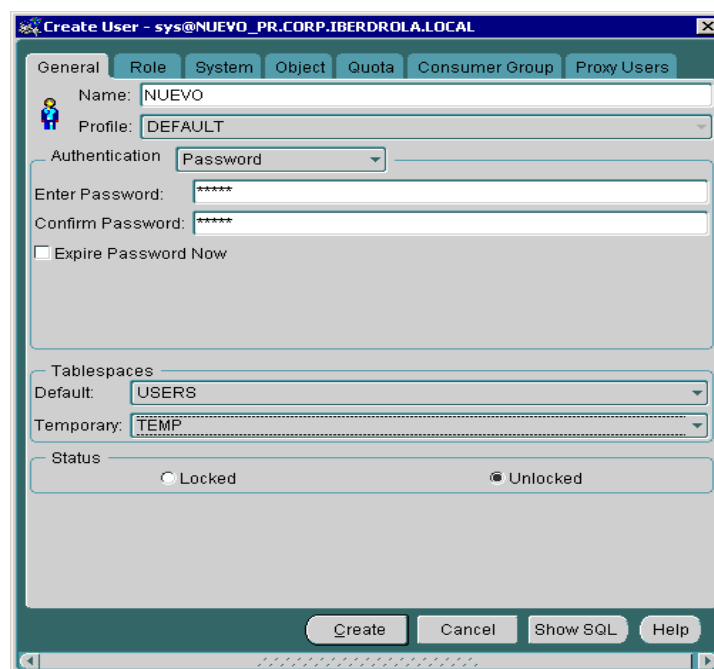 Create User - sys@NUEVO_PR.CORP.IBERDROLA.LOCAL
General Role System Object Quota Consumer Group Proxy Users
Name: NUEVO
Profile: DEFAULT
Authentication Password
Enter Password: *****
Confirm Password: *****
Expire Password Now
Tablespaces
Default: USERS
Temporary: TEMP
Status
Locked Unlocked
Create Cancel Show SQL Help